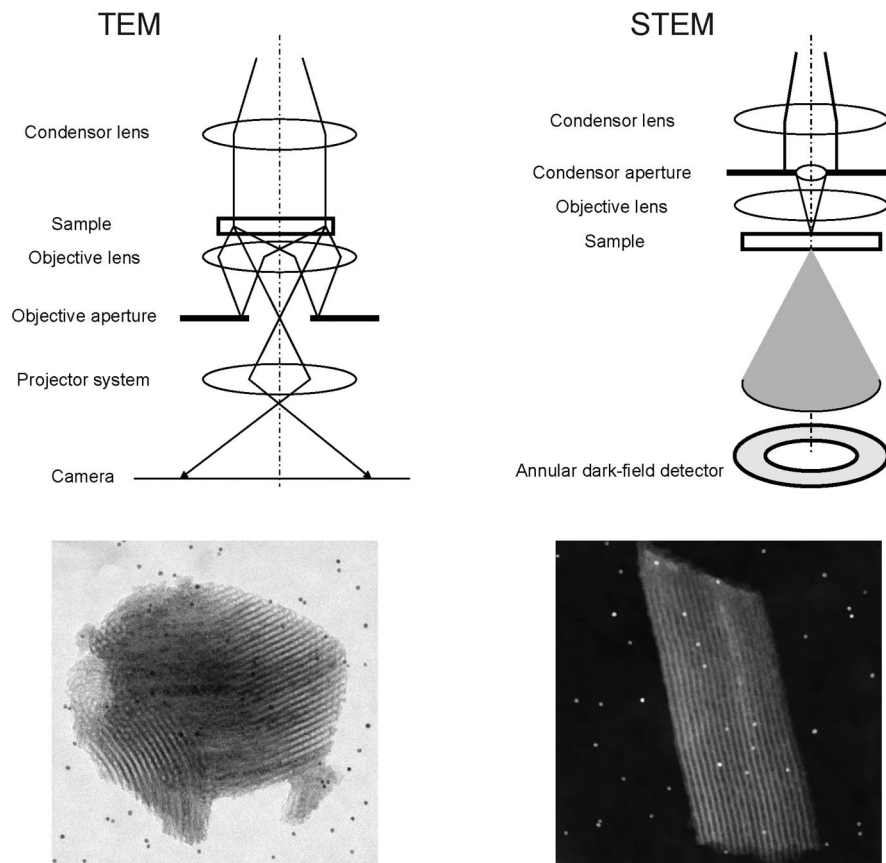 TEM
Condensor lens
Sample
Objective lens
Objective aperture
Projector system
Camera
STEM
Condensor lens
Condensor aperture
Objective lens
Sample
Annular dark-field detector